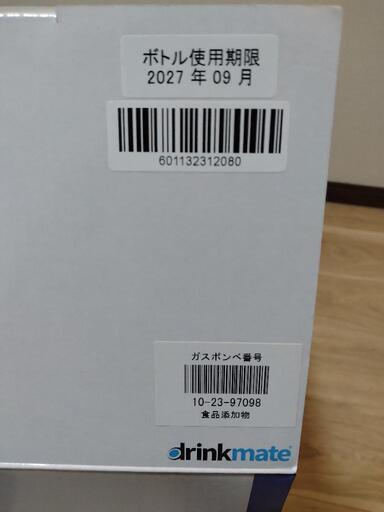 ボトル使用期限
2027 年 09 月
601132312080
ガスボンベ番号
10-23-97098
食品添加物
drinkmate